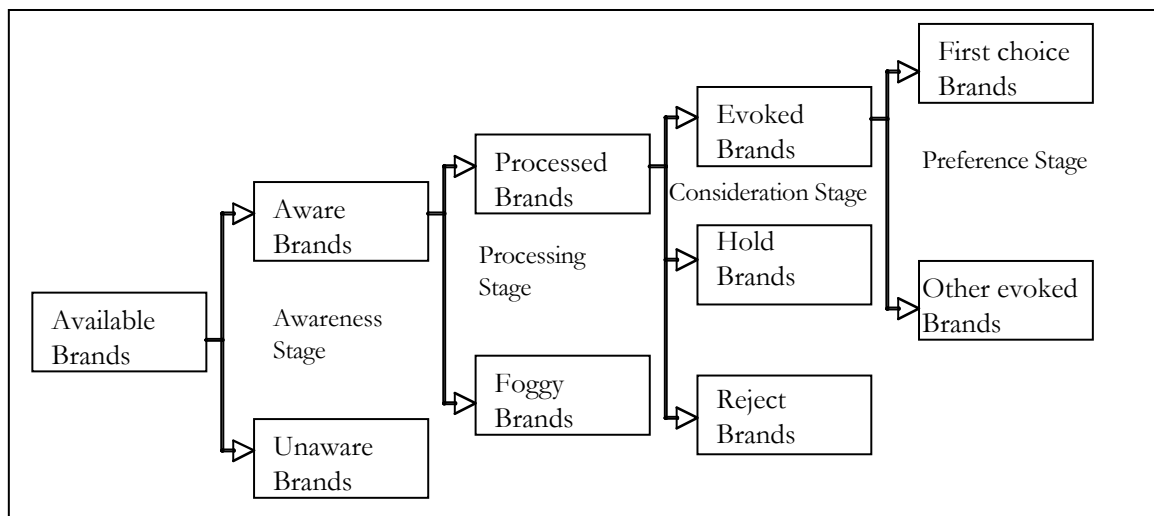 Available
Brands
Aware
Brands
Awareness
Stage
Unaware
Brands
Processed
Brands
Processing
Stage
Foggy
Brands
Evoked
Brands
Consideration Stage
Hold
Brands
Reject
Brands
First choice
Brands
Preference Stage
Other evoked
Brands